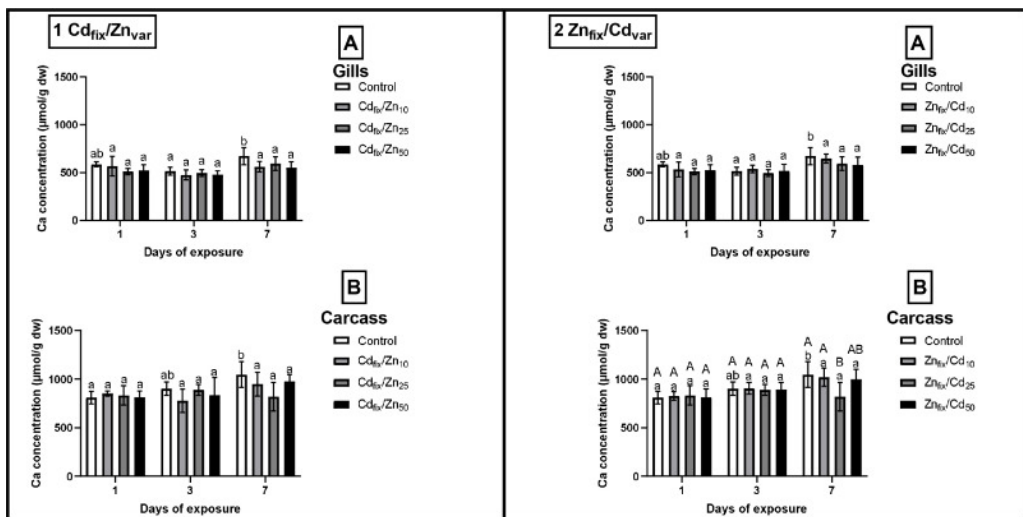 1 Cdfix/Znvar
A
Gills
Control
Cdfix/Zn10
Cdfix/Zn25
Cdfix/Zn50
Ca concentration (µmol/g dw)
1500
1000
500
0
ab a a a
a a a a
b a a a
1 3 7
Days of exposure
B
Carcass
Control
Cdfix/Zn10
Cdfix/Zn25
Cdfix/Zn50
Ca concentration (µmol/g dw)
1500
1000
500
0
a a a a
ab a a a
b a a a
1 3 7
Days of exposure
2 Znfix/Cdvar
A
Gills
Control
Znfix/Cd10
Znfix/Cd25
Znfix/Cd50
Ca concentration (µmol/g dw)
1500
1000
500
0
ab a a a
a a a a
b a a a
1 3 7
Days of exposure
B
Carcass
Control
Znfix/Cd10
Znfix/Cd25
Znfix/Cd50
Ca concentration (µmol/g dw)
1500
1000
500
0
A A A A
a a a a
A A A A
ab a a a
A A B AB
b a a a
1 3 7
Days of exposure